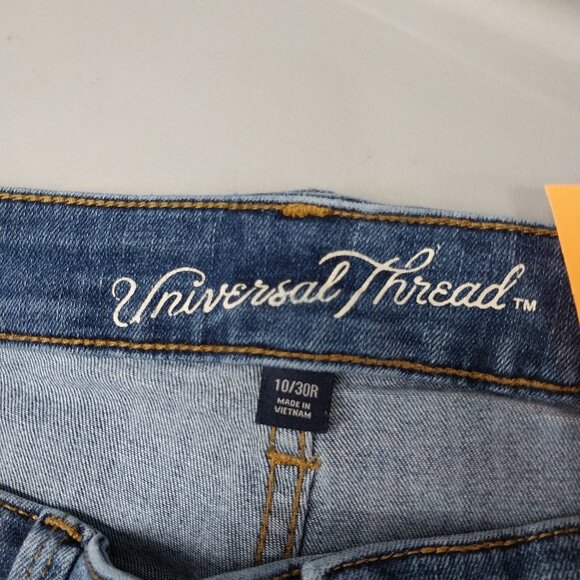 Universal Thread™
10/30R
MADE IN
VIETNAM